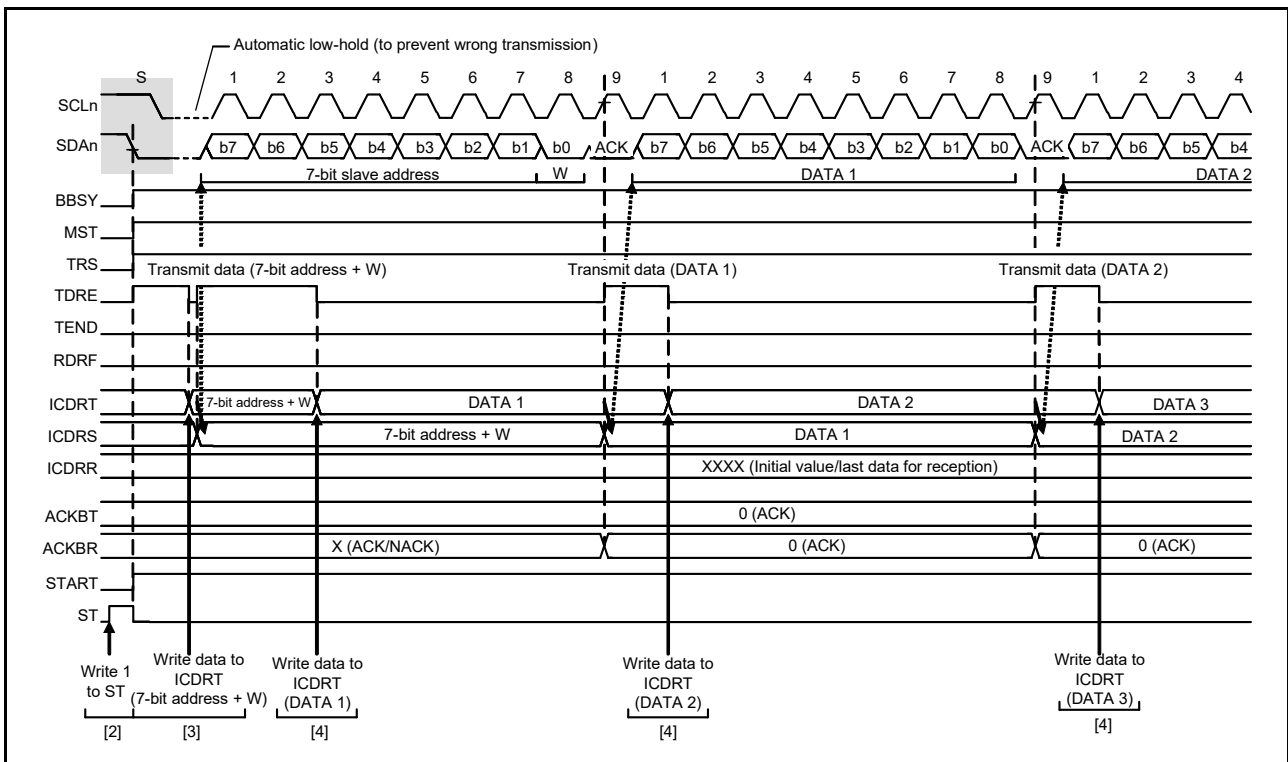 Automatic low-hold (to prevent wrong transmission)
S 1 2 3 4 5 6 7 8 9 1 2 3 4 5 6 7 8 9 1 2 3 4
SCLn
SDAn b7 b6 b5 b4 b3 b2 b1 b0 ACK b7 b6 b5 b4 b3 b2 b1 b0 ACK b7 b6 b5 b4
7-bit slave address W DATA 1 DATA 2
BBSY
MST
TRS
Transmit data (7-bit address + W) Transmit data (DATA 1) Transmit data (DATA 2)
TDRE
TEND
RDRF
ICDRT 7-bit address + W DATA 1 DATA 2 DATA 3
ICDRS 7-bit address + W DATA 1 DATA 2
ICDRR XXXX (Initial value/last data for reception)
ACKBT 0 (ACK)
ACKBR X (ACK/NACK) 0 (ACK) 0 (ACK)
START
ST
Write 1
to ST
[2]
Write data to
ICDRT
(7-bit address + W)
[3]
Write data to
ICDRT
(DATA 1)
[4]
Write data to
ICDRT
(DATA 2)
[4]
Write data to
ICDRT
(DATA 3)
[4]